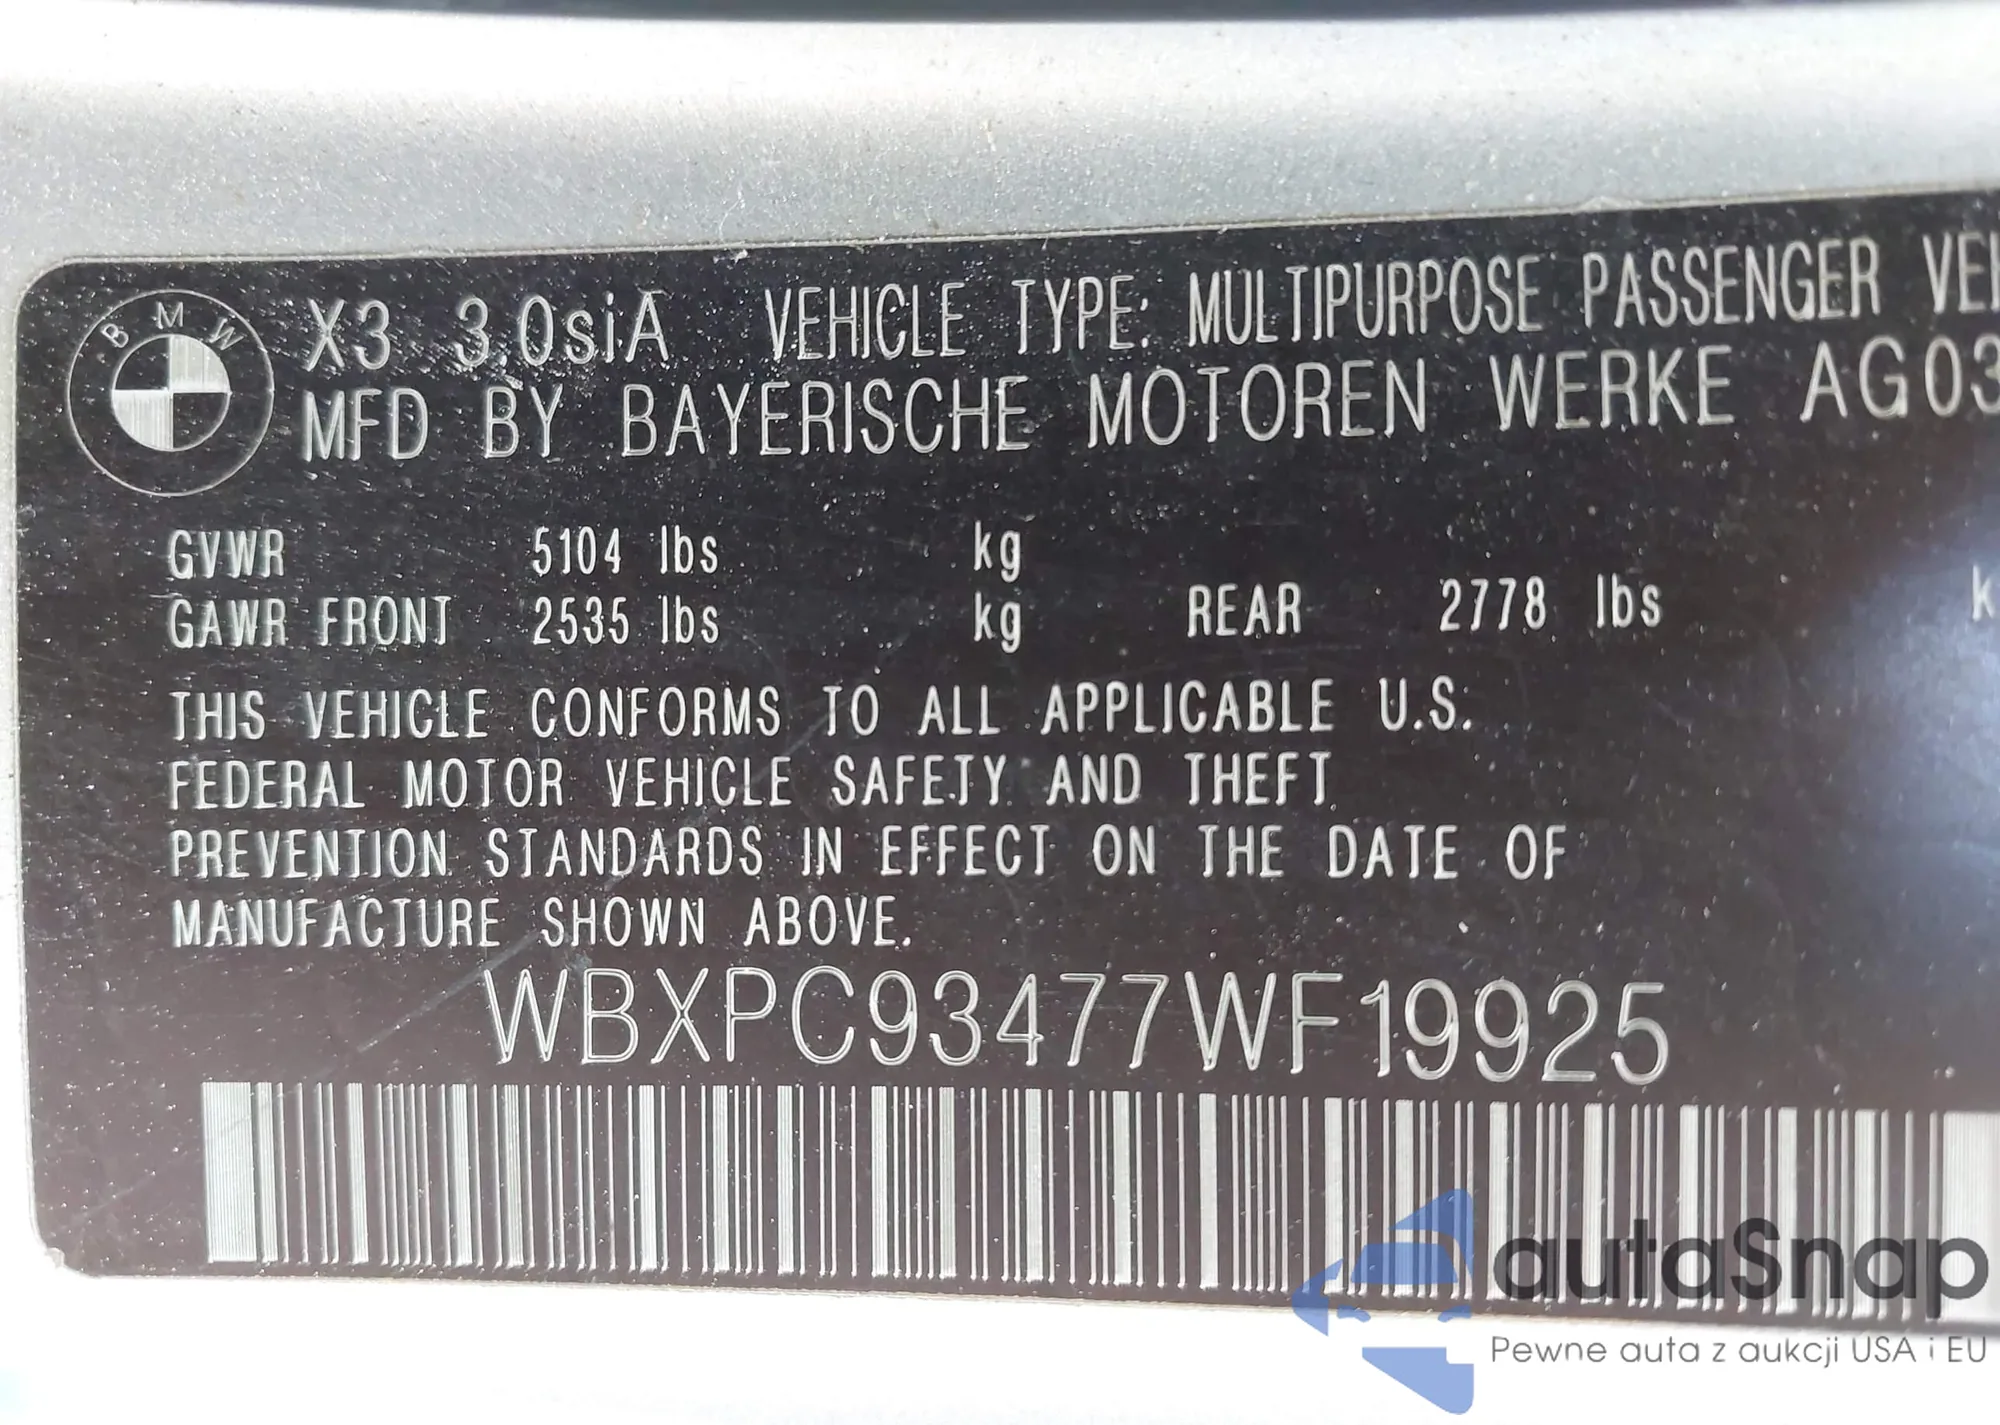 BMW
X3 3.0siA VEHICLE TYPE: MULTIPURPOSE PASSENGER VEH
MFD BY BAYERISCHE MOTOREN WERKE AG03
GVWR 5104 lbs kg
GAWR FRONT 2535 lbs kg REAR 2778 lbs k
THIS VEHICLE CONFORMS TO ALL APPLICABLE U.S.
FEDERAL MOTOR VEHICLE SAFETY AND THEFT
PREVENTION STANDARDS IN EFFECT ON THE DATE OF
MANUFACTURE SHOWN ABOVE.
WBXPC93477WF19925
autaSnap
Pewne auta z aukcji USA i EU